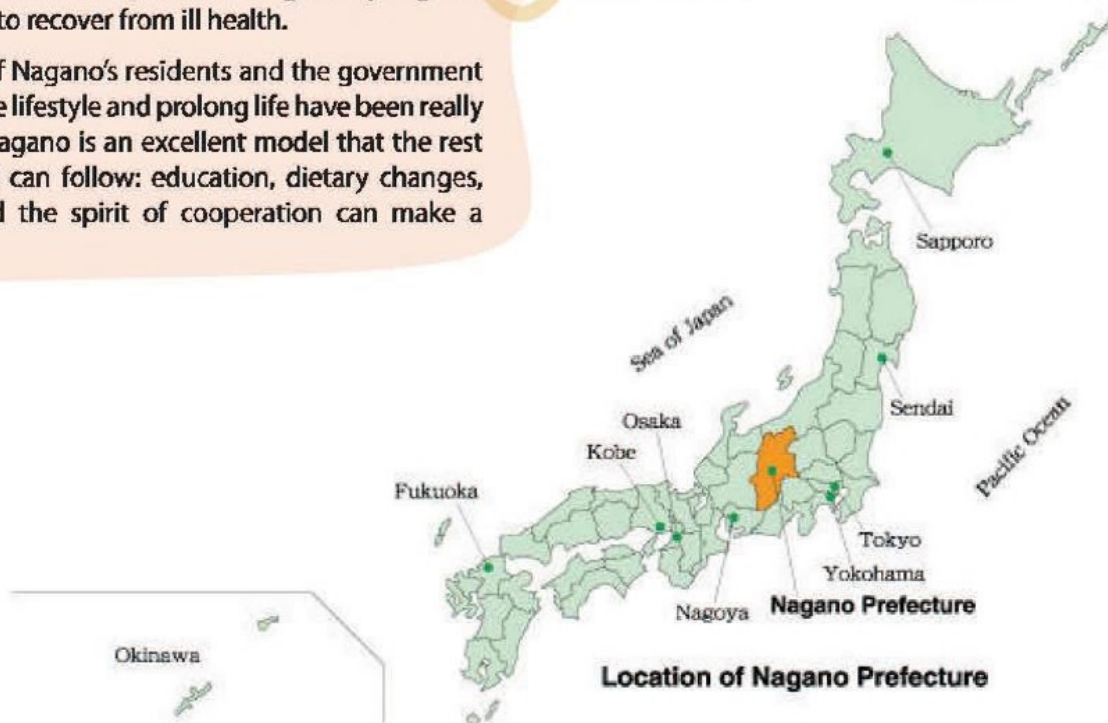 to recover from ill health.
f Nagano's residents and the government
e lifestyle and prolong life have been really
agano is an excellent model that the rest
can follow: education, dietary changes,
d the spirit of cooperation can make a
Sapporo
Sea of Japan
Sendai
Pacific Ocean
Osaka
Kobe
Fukuoka
Tokyo
Yokohama
Nagoya
Nagano Prefecture
Okinawa
Location of Nagano Prefecture